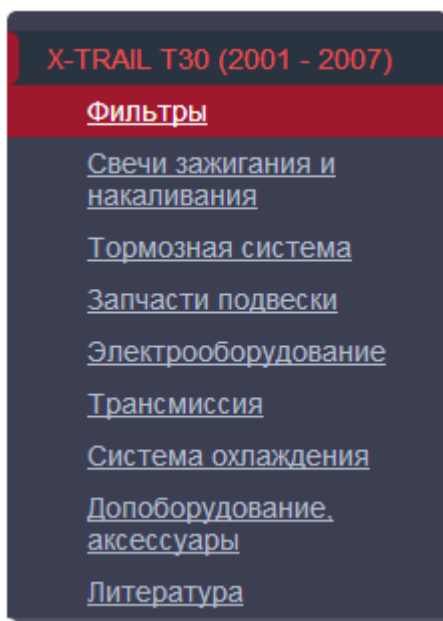 X-TRAIL T30 (2001 - 2007)
Фильтры
Свечи зажигания и
накаливания
Тормозная система
Запчасти подвески
Электрооборудование
Трансмиссия
Система охлаждения
Допоборудование,
аксессуары
Литература